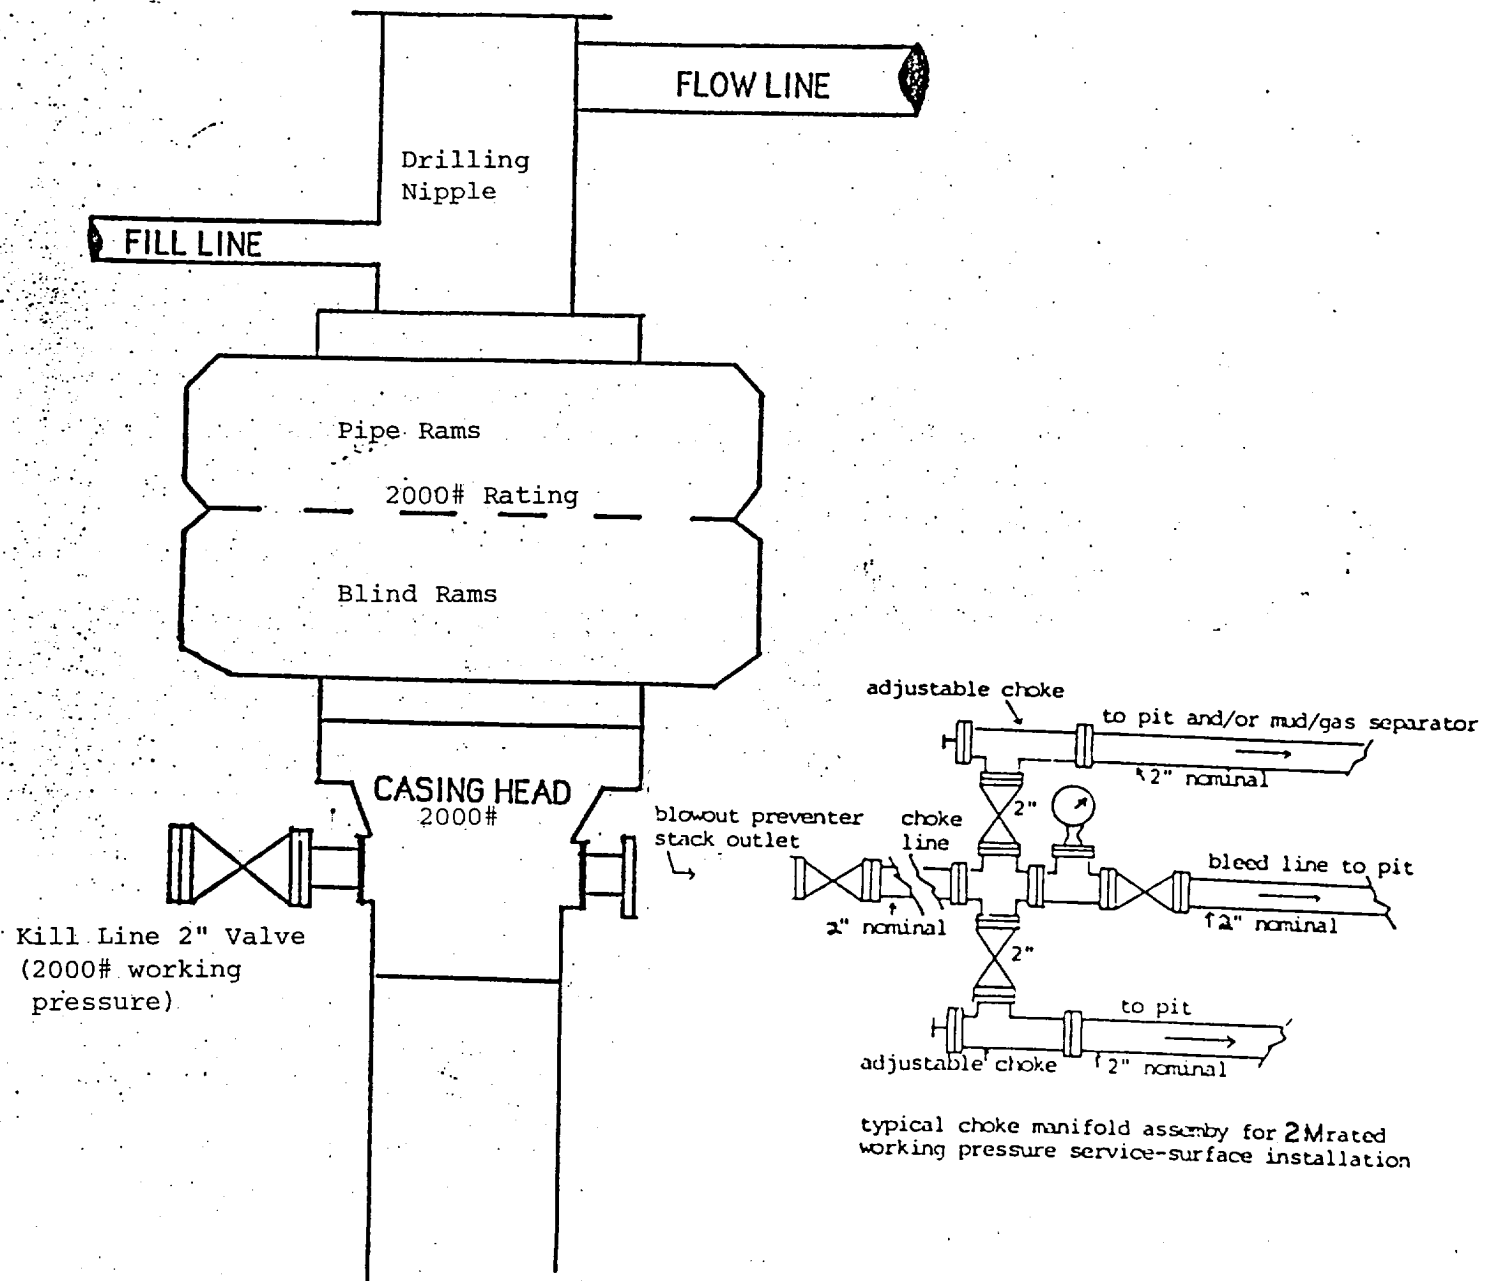 FLOW LINE
Drilling
Nipple
FILL LINE
Pipe Rams
2000# Rating
Blind Rams
CASING HEAD
2000#
Kill Line 2" Valve
(2000# working
pressure)
blowout preventer
stack outlet
adjustable choke
to pit and/or mud/gas separator
2" nominal
2"
choke
line
bleed line to pit
2" nominal
2" nominal
2"
to pit
adjustable choke
2" nominal
typical choke manifold assemby for 2M rated
working pressure service-surface installation